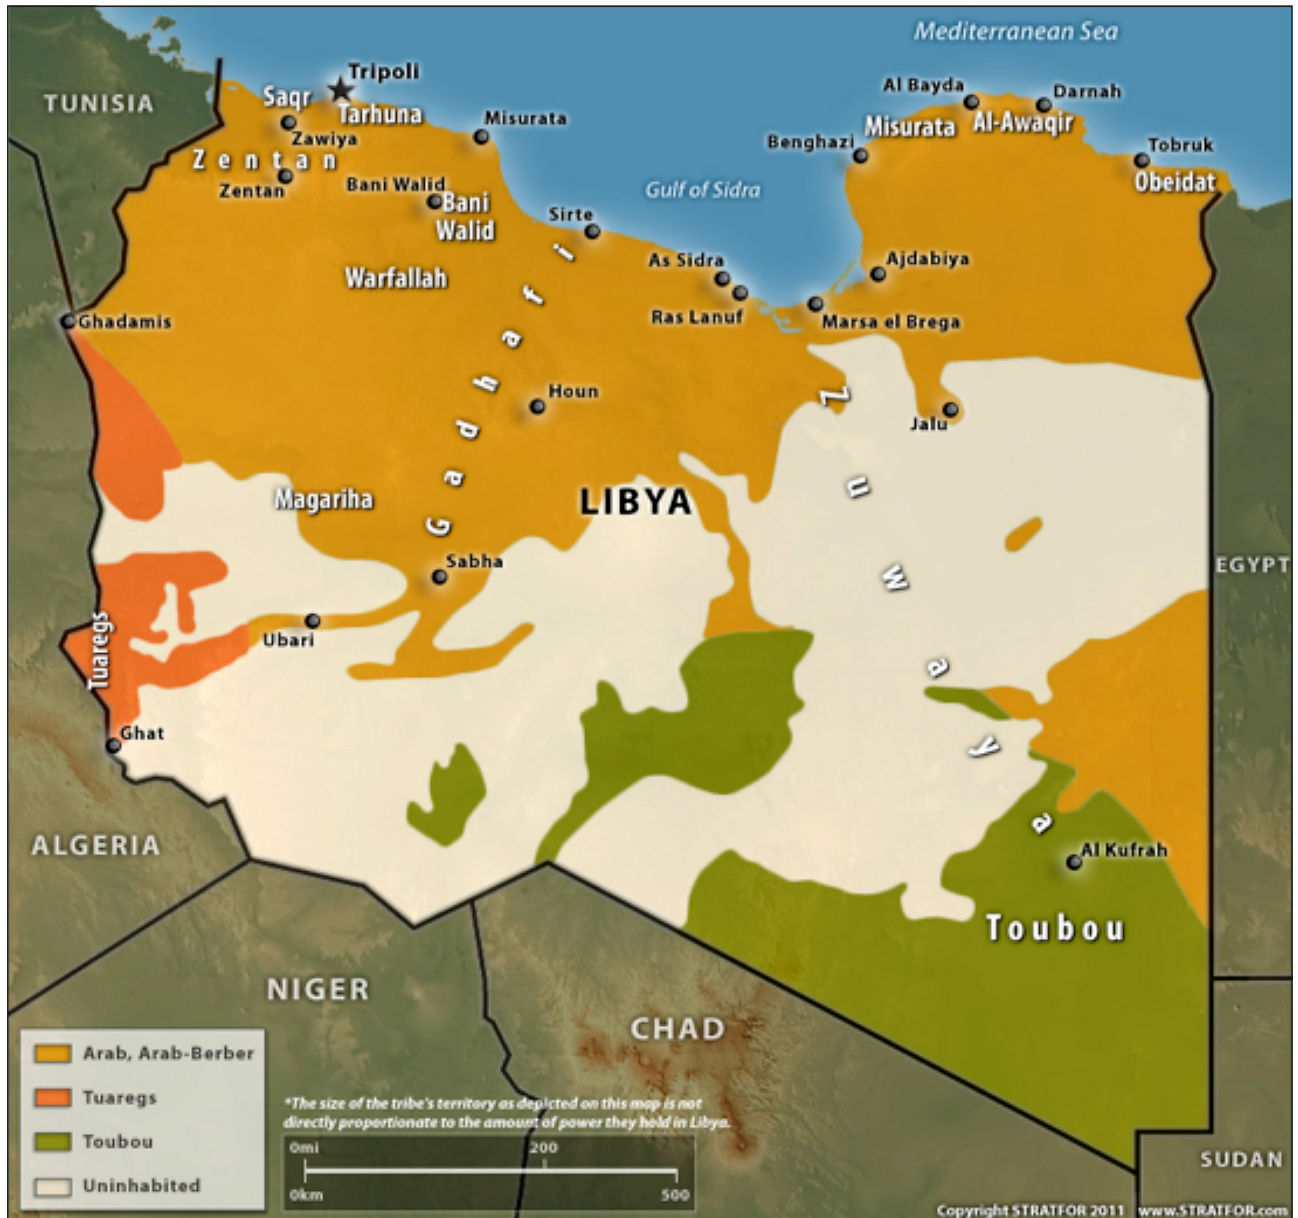 Mediterranean Sea
TUNISIA
Tripoli
Saqr
Tarhuna
Zawiya
Zentan
Zentan
Misurata
Bani Walid
Bani
Walid
Warfallah
Sirte
Gulf of Sidra
Al Bayda
Darnah
Misurata
Al-Awaqir
Benghazi
Tobruk
Obeidat
As Sidra
Ajdabiya
Ras Lanuf
Marsa el Brega
Ghadamis
Gadhafi
Houn
Jalu
Zuwaya
Magariha
LIBYA
Sabha
EGYPT
Ubari
Tuaregs
Ghat
ALGERIA
Al Kufrah
Toubou
NIGER
CHAD
SUDAN
Arab, Arab-Berber
Tuaregs
Toubou
Uninhabited
*The size of the tribe's territory as depicted on this map is not
directly proportionate to the amount of power they hold in Libya.
0mi 200
0km 500
Copyright STRATFOR 2011 www.STRATFOR.com